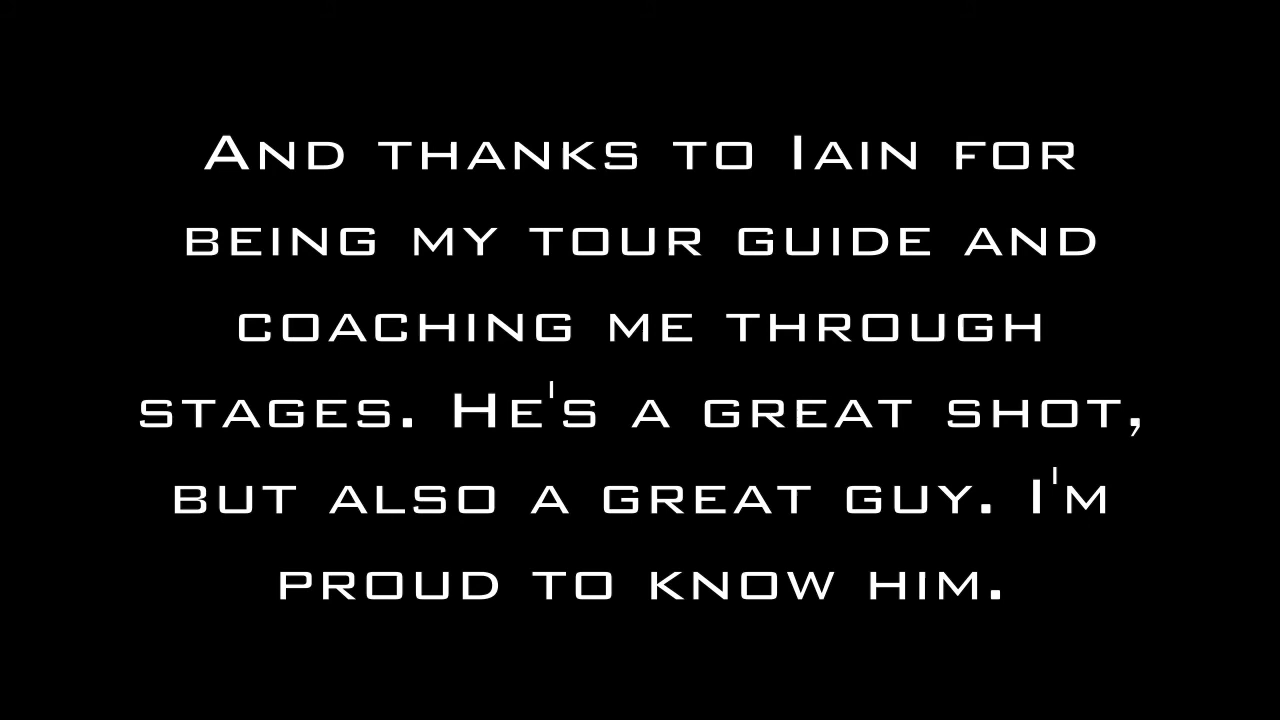 And thanks to Iain for
being my tour guide and
coaching me through
stages. He's a great shot,
but also a great guy. I'm
proud to know him.